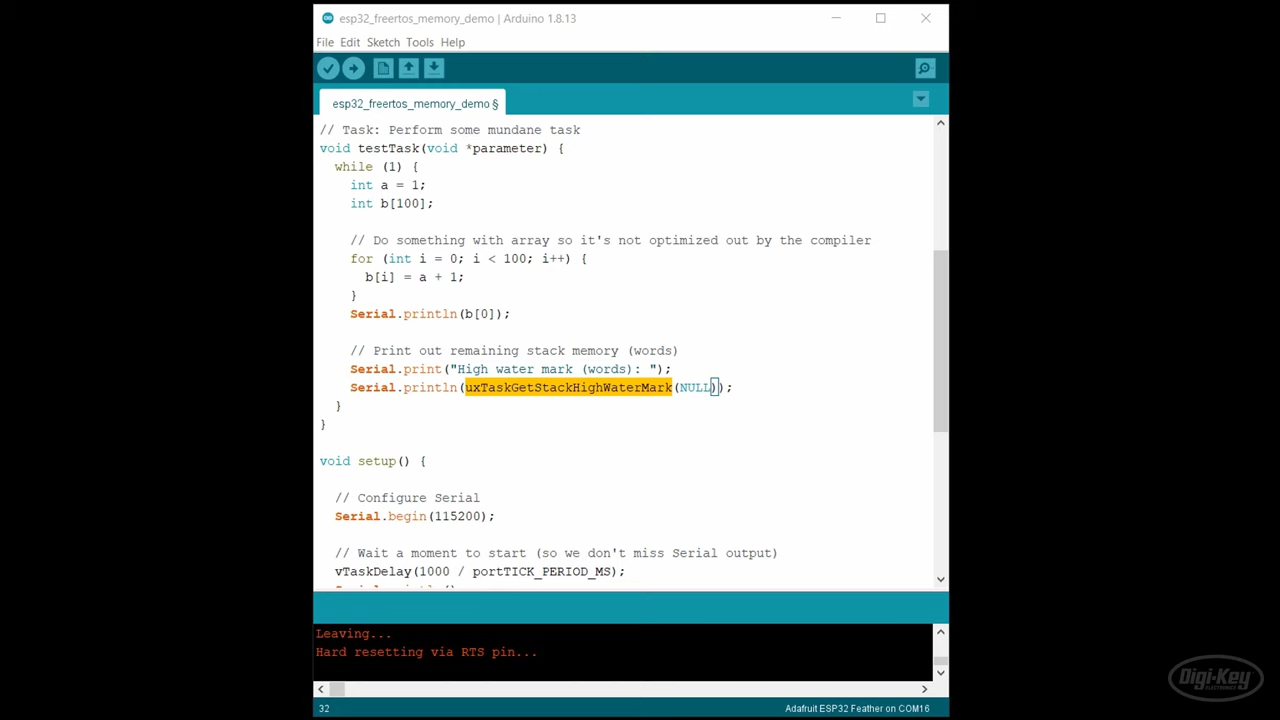 esp32_freertos_memory_demo | Arduino 1.8.13
File Edit Sketch Tools Help
esp32_freertos_memory_demo §
// Task: Perform some mundane task
void testTask(void *parameter) {
while (1) {
int a = 1;
int b[100];
// Do something with array so it's not optimized out by the compiler
for (int i = 0; i < 100; i++) {
b[i] = a + 1;
}
Serial.println(b[0]);
// Print out remaining stack memory (words)
Serial.print("High water mark (words): ");
Serial.println(uxTaskGetStackHighWaterMark(NULL));
}
}
void setup() {
// Configure Serial
Serial.begin(115200);
// Wait a moment to start (so we don't miss Serial output)
vTaskDelay(1000 / portTICK_PERIOD_MS);
Leaving...
Hard resetting via RTS pin...
Digi-Key
ELECTRONICS
32
Adafruit ESP32 Feather on COM16